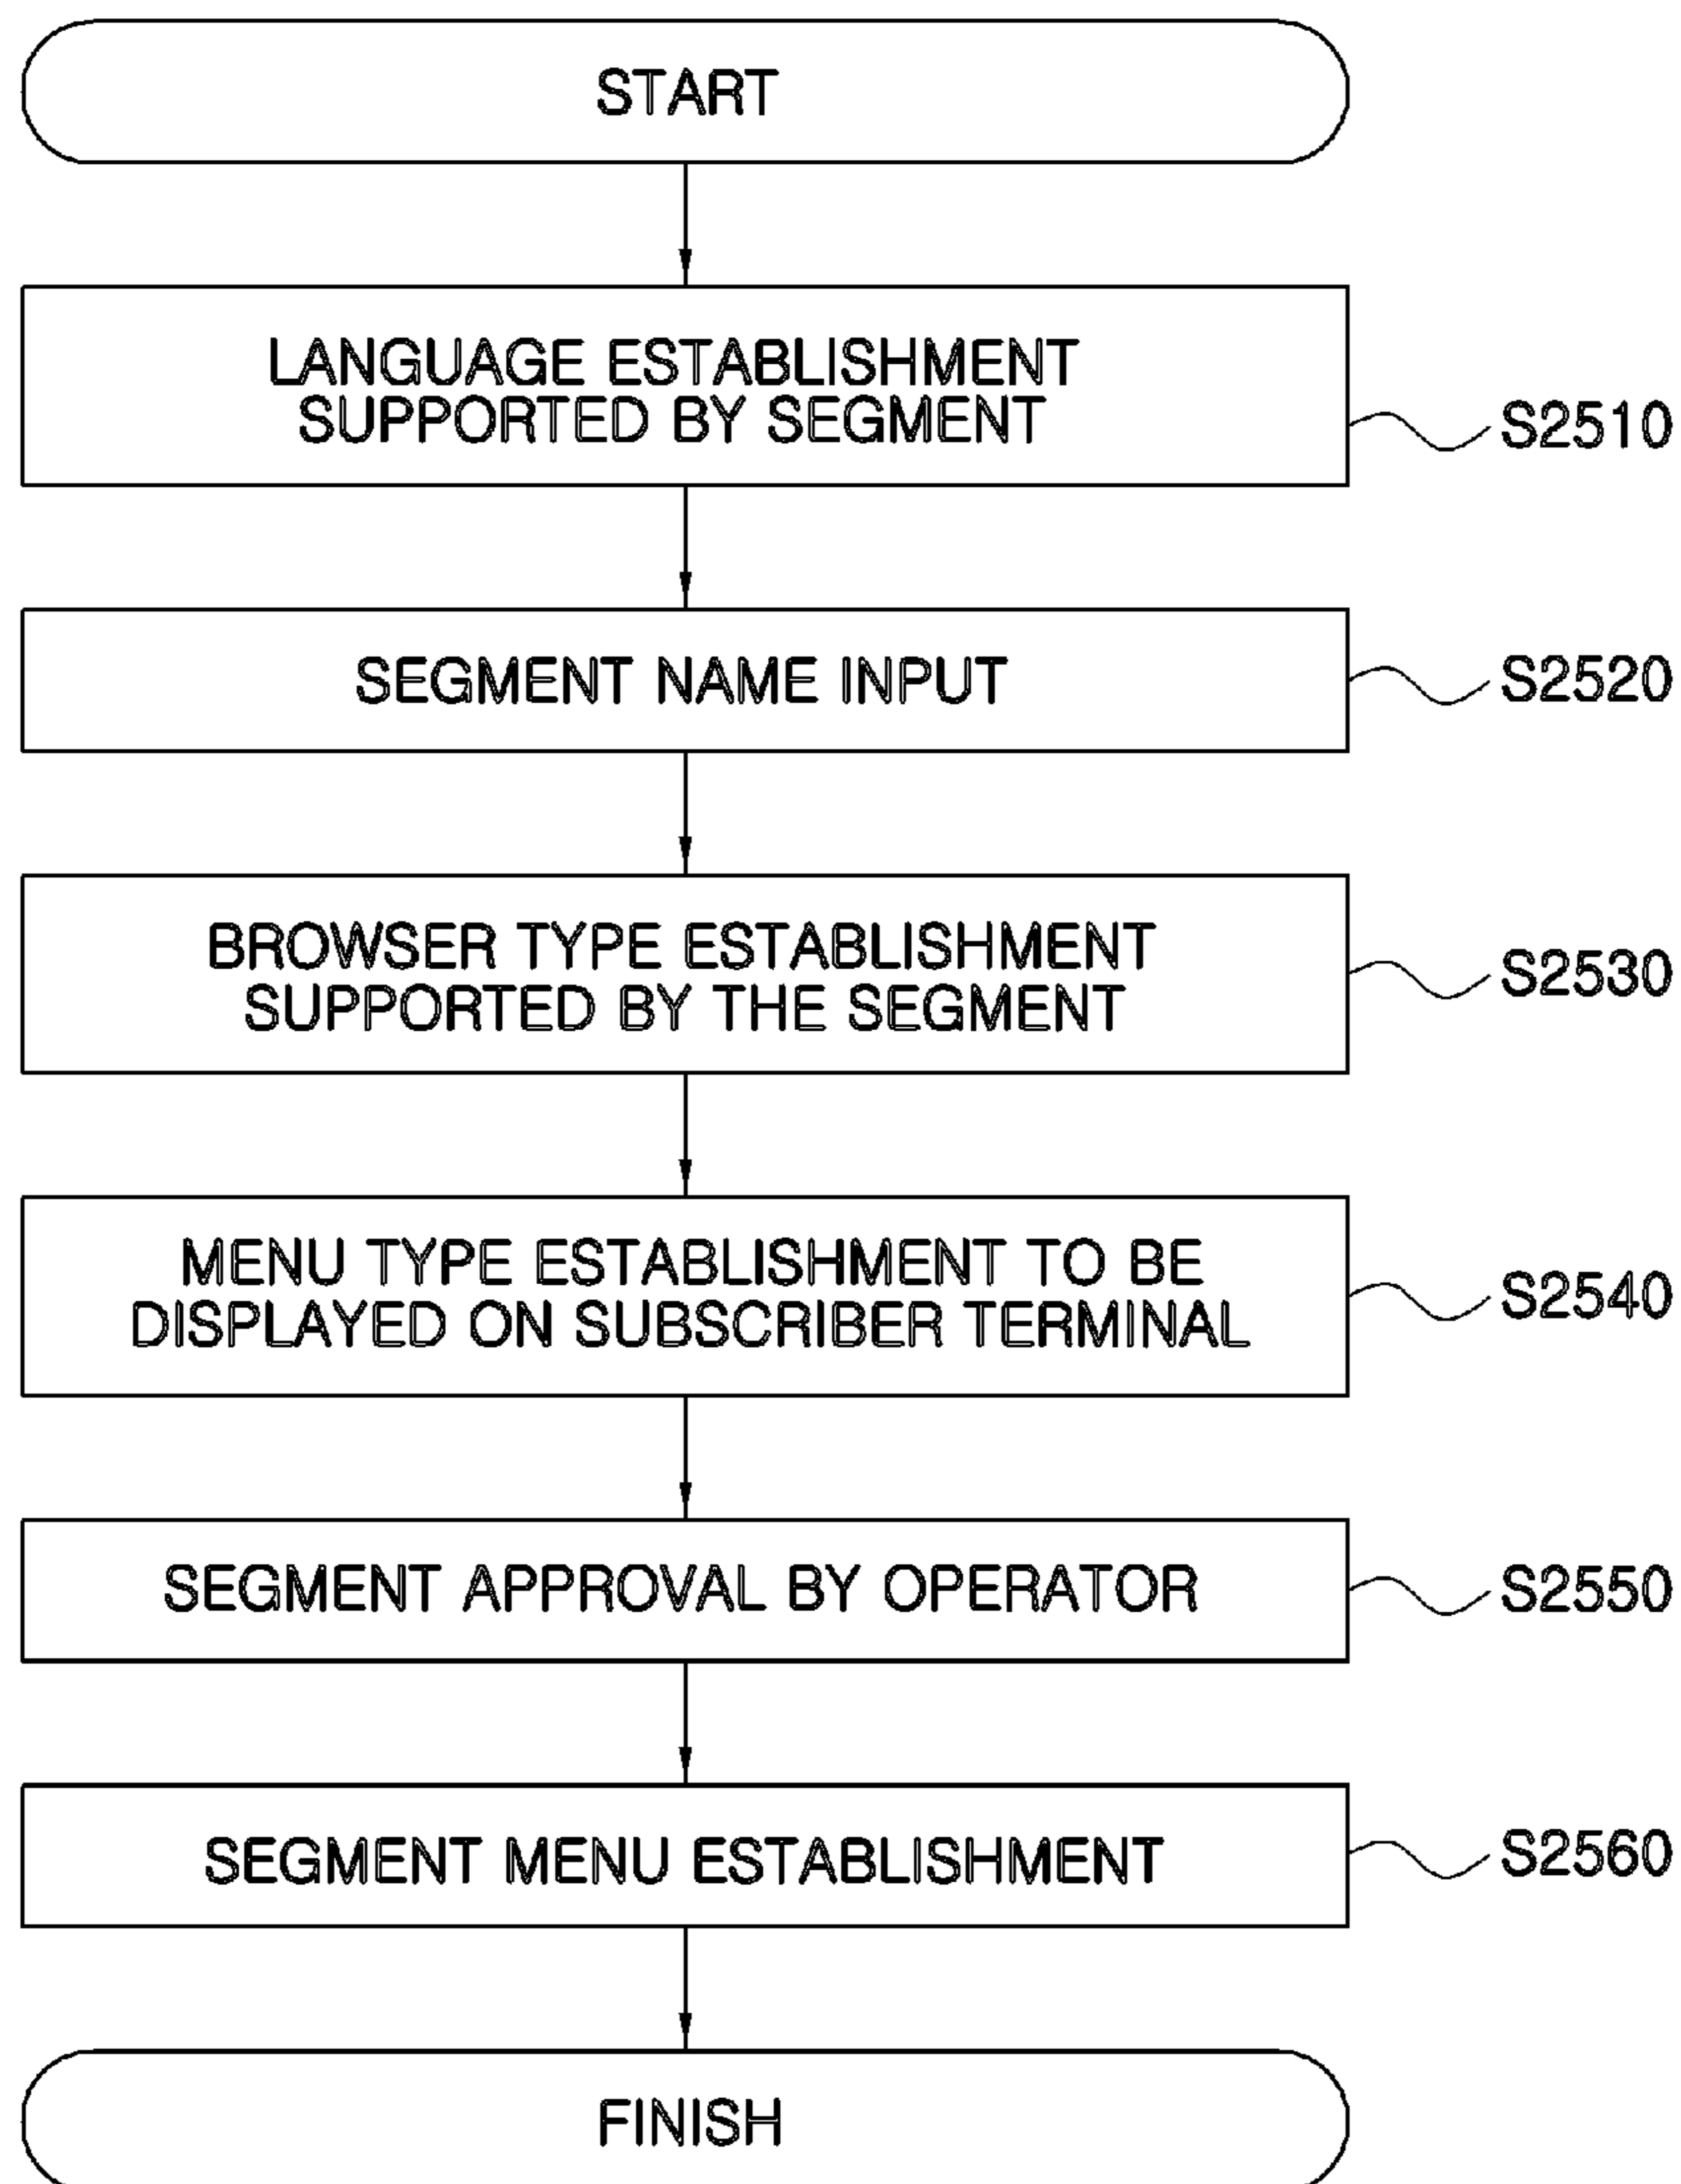 START
LANGUAGE ESTABLISHMENT
SUPPORTED BY SEGMENT
S2510
SEGMENT NAME INPUT
S2520
BROWSER TYPE ESTABLISHMENT
SUPPORTED BY THE SEGMENT
S2530
MENU TYPE ESTABLISHMENT TO BE
DISPLAYED ON SUBSCRIBER TERMINAL
S2540
SEGMENT APPROVAL BY OPERATOR
S2550
SEGMENT MENU ESTABLISHMENT
S2560
FINISH